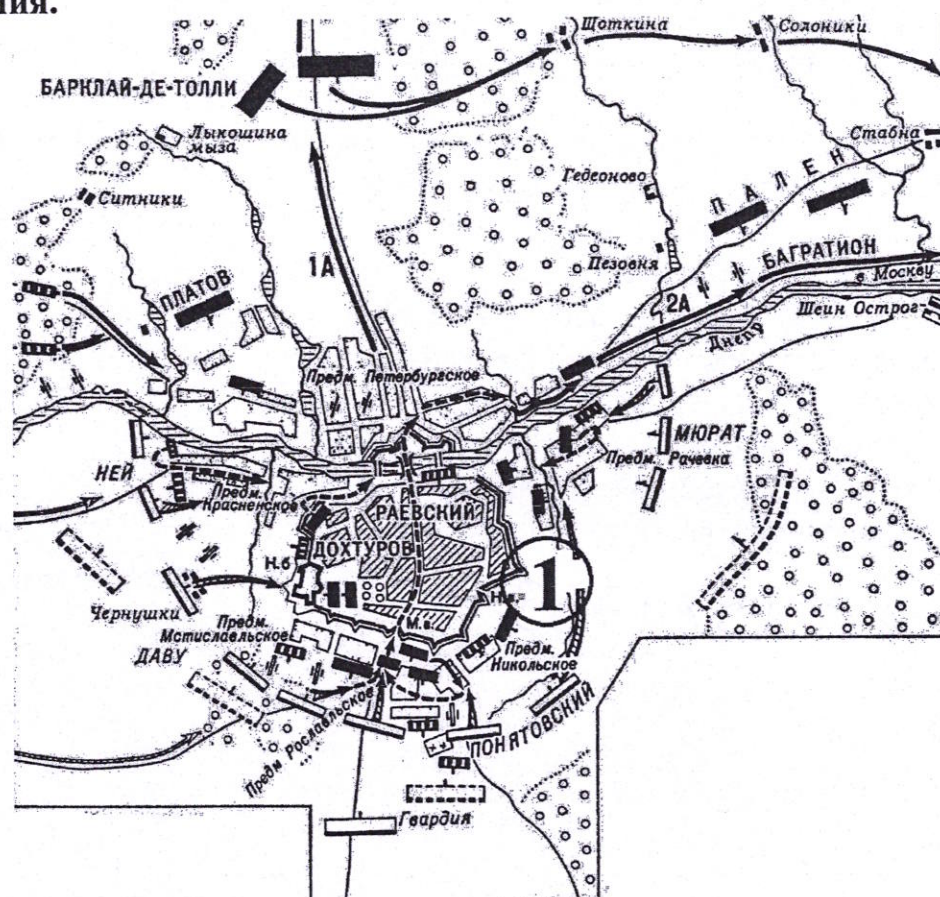 ния.
Щоткина
Солоники
БАРКЛАЙ-ДЕ-ТОЛЛИ
Лыкошина
мыза
Стабна
Гедеоново
Ситники
ПАЛЕН
1А
Пезовня
БАГРАТИОН
в Москву
ПЛАТОВ
2А
Шеин Острог
Днепр
Предм. Петербургское
МЮРАТ
НЕЙ
Предм. Рачевка
Предм.
Красненское
РАЕВСКИЙ
ДОХТУРОВ
Н.б
1
Чернушки
М.в.
Предм.
Мстиславльское
Предм.
Никольское
ДАВУ
Предм Рославльское
ПОНЯТОВСКИЙ
Гвардия